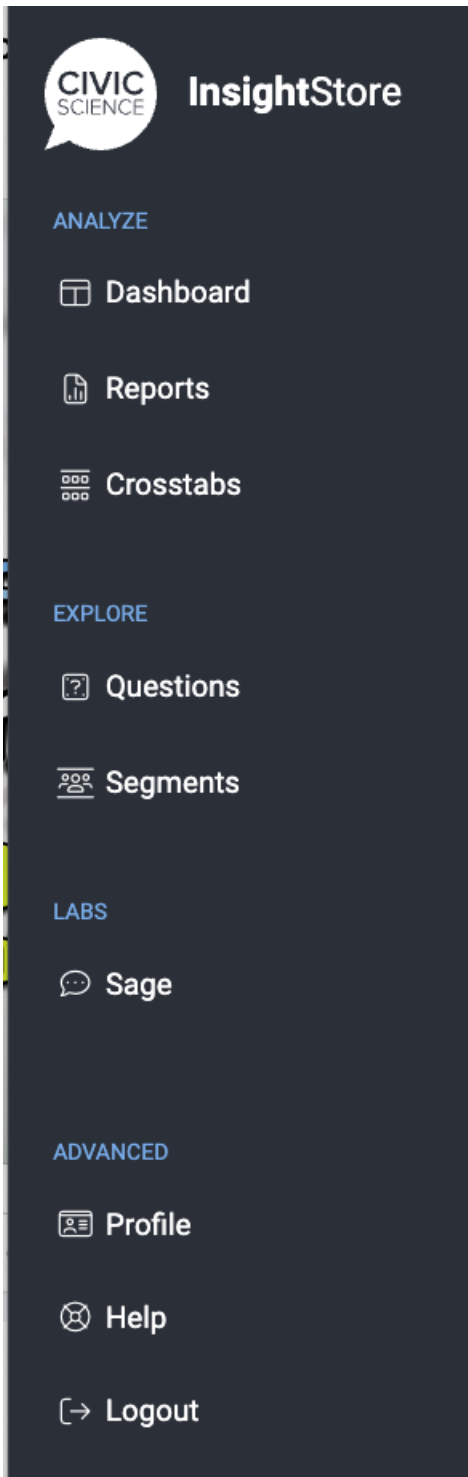 CIVIC
SCIENCE
InsightStore
ANALYZE
Dashboard
Reports
Crosstabs
EXPLORE
Questions
Segments
LABS
Sage
ADVANCED
Profile
Help
Logout